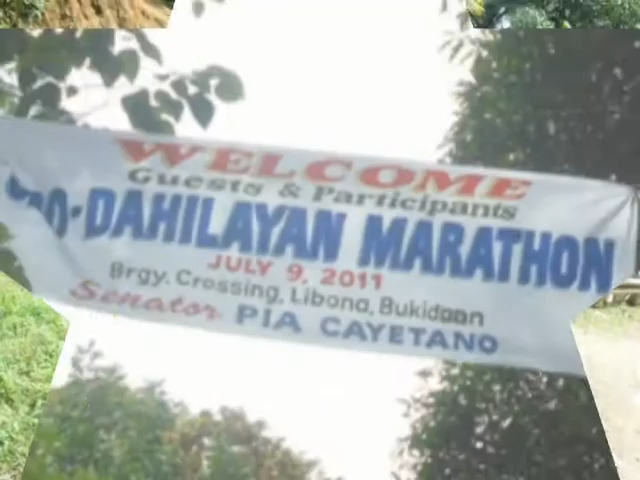 WELCOME
Guests & Participants
O-DAHILAYAN MARATHON
JULY 9, 2011
Brgy. Crossing, Libona, Bukidnon
Senator PIA CAYETANO